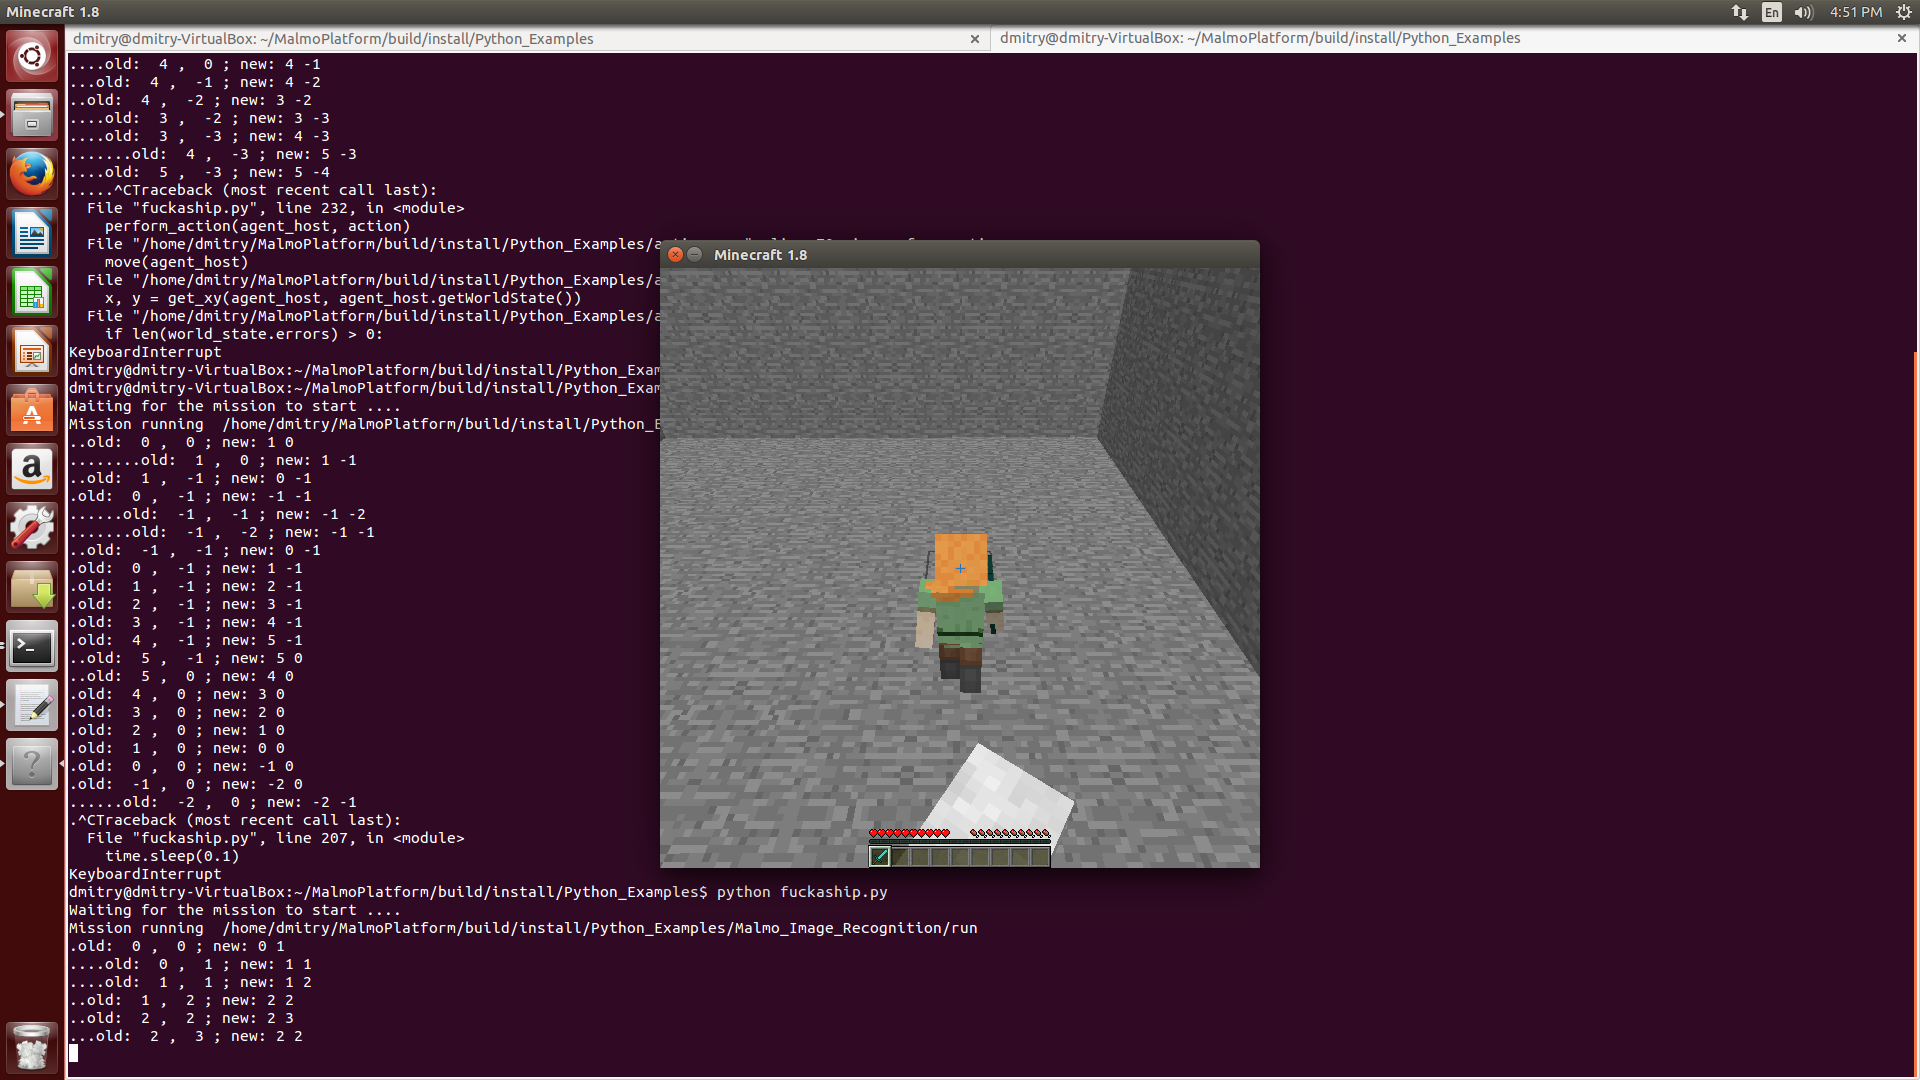 Minecraft 1.8
En
4:51 PM
dmitry@dmitry-VirtualBox: ~/MalmoPlatform/build/install/Python_Examples
dmitry@dmitry-VirtualBox: ~/MalmoPlatform/build/install/Python_Examples
....old:  4 ,  0 ; new: 4 -1
...old:  4 ,  -1 ; new: 4 -2
..old:  4 ,  -2 ; new: 3 -2
....old:  3 ,  -2 ; new: 3 -3
....old:  3 ,  -3 ; new: 4 -3
.......old:  4 ,  -3 ; new: 5 -3
....old:  5 ,  -3 ; new: 5 -4
.....^CTraceback (most recent call last):
  File "fuckaship.py", line 232, in <module>
    perform_action(agent_host, action)
  File "/home/dmitry/MalmoPlatform/build/install/Python_Examples/
    move(agent_host)
  File "/home/dmitry/MalmoPlatform/build/install/Python_Examples/
    x, y = get_xy(agent_host, agent_host.getWorldState())
  File "/home/dmitry/MalmoPlatform/build/install/Python_Examples/
    if len(world_state.errors) > 0:
KeyboardInterrupt
dmitry@dmitry-VirtualBox:~/MalmoPlatform/build/install/Python_Exam
dmitry@dmitry-VirtualBox:~/MalmoPlatform/build/install/Python_Exam
Waiting for the mission to start ....
Mission running  /home/dmitry/MalmoPlatform/build/install/Python_E
..old:  0 ,  0 ; new: 1 0
........old:  1 ,  0 ; new: 1 -1
..old:  1 ,  -1 ; new: 0 -1
.old:  0 ,  -1 ; new: -1 -1
......old:  -1 ,  -1 ; new: -1 -2
.......old:  -1 ,  -2 ; new: -1 -1
..old:  -1 ,  -1 ; new: 0 -1
.old:  0 ,  -1 ; new: 1 -1
.old:  1 ,  -1 ; new: 2 -1
.old:  2 ,  -1 ; new: 3 -1
.old:  3 ,  -1 ; new: 4 -1
.old:  4 ,  -1 ; new: 5 -1
..old:  5 ,  -1 ; new: 5 0
..old:  5 ,  0 ; new: 4 0
.old:  4 ,  0 ; new: 3 0
.old:  3 ,  0 ; new: 2 0
.old:  2 ,  0 ; new: 1 0
.old:  1 ,  0 ; new: 0 0
.old:  0 ,  0 ; new: -1 0
.old:  -1 ,  0 ; new: -2 0
......old:  -2 ,  0 ; new: -2 -1
.^CTraceback (most recent call last):
  File "fuckaship.py", line 207, in <module>
    time.sleep(0.1)
KeyboardInterrupt
dmitry@dmitry-VirtualBox:~/MalmoPlatform/build/install/Python_Examples$ python fuckaship.py
Waiting for the mission to start ....
Mission running  /home/dmitry/MalmoPlatform/build/install/Python_Examples/Malmo_Image_Recognition/run
.old:  0 ,  0 ; new: 0 1
....old:  0 ,  1 ; new: 1 1
....old:  1 ,  1 ; new: 1 2
..old:  1 ,  2 ; new: 2 2
..old:  2 ,  2 ; new: 2 3
...old:  2 ,  3 ; new: 2 2
Minecraft 1.8